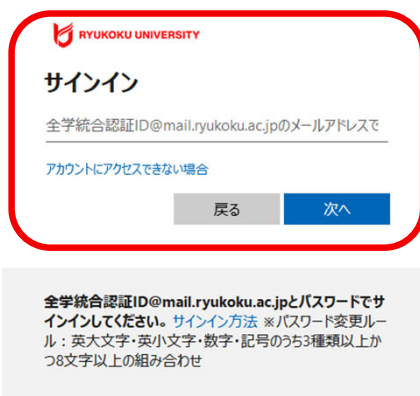 RYUKOKU UNIVERSITY
サインイン
全学統合認証ID@mail.ryukoku.ac.jpのメールアドレスで
アカウントにアクセスできない場合
戻る 次へ
全学統合認証ID@mail.ryukoku.ac.jpとパスワードでサ
インインしてください。サインイン方法 ※パスワード変更ルー
ル：英大文字・英小文字・数字・記号のうち3種類以上か
つ8文字以上の組み合わせ